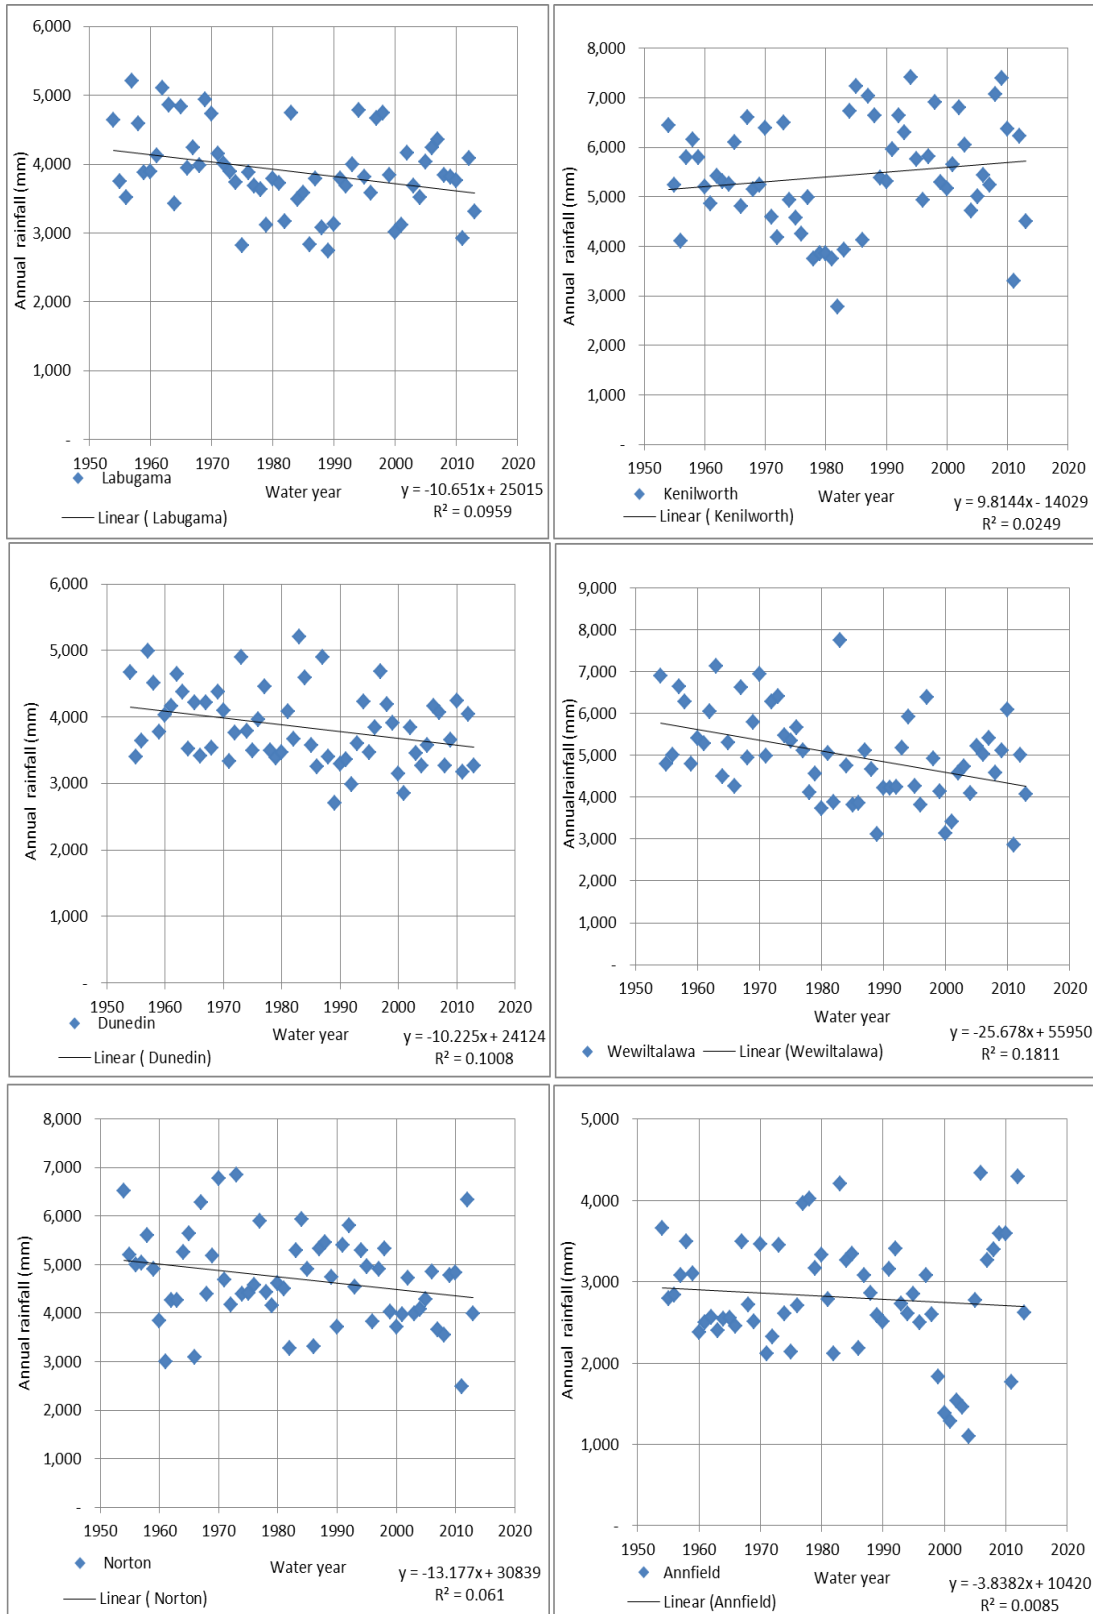 6,000
5,000
4,000
3,000
2,000
1,000
-
Annual rainfall (mm)
1950 1960 1970 1980 1990 2000 2010 2020
Labugama
Water year
y = -10.651x + 25015
Linear ( Labugama)
R² = 0.0959
8,000
7,000
6,000
5,000
4,000
3,000
2,000
1,000
-
Annual rainfall (mm)
1950 1960 1970 1980 1990 2000 2010 2020
Kenilworth
Water year
y = 9.8144x - 14029
Linear ( Kenilworth)
R² = 0.0249
6,000
5,000
4,000
3,000
2,000
1,000
-
Annual rainfall (mm)
1950 1960 1970 1980 1990 2000 2010 2020
Dunedin
Water year
y = -10.225x + 24124
Linear ( Dunedin)
R² = 0.1008
9,000
8,000
7,000
6,000
5,000
4,000
3,000
2,000
1,000
-
Annualrainfall (mm)
1950 1960 1970 1980 1990 2000 2010 2020
Water year
y = -25.678x + 55950
Wewiltalawa Linear (Wewiltalawa)
R² = 0.1811
8,000
7,000
6,000
5,000
4,000
3,000
2,000
1,000
-
Annual rainfall (mm)
1950 1960 1970 1980 1990 2000 2010 2020
Norton
Water year
y = -13.177x + 30839
Linear ( Norton)
R² = 0.061
5,000
4,000
3,000
2,000
1,000
-
Annual rainfall (mm)
1950 1960 1970 1980 1990 2000 2010 2020
Annfield
Water year
y = -3.8382x + 10420
Linear (Annfield)
R² = 0.0085